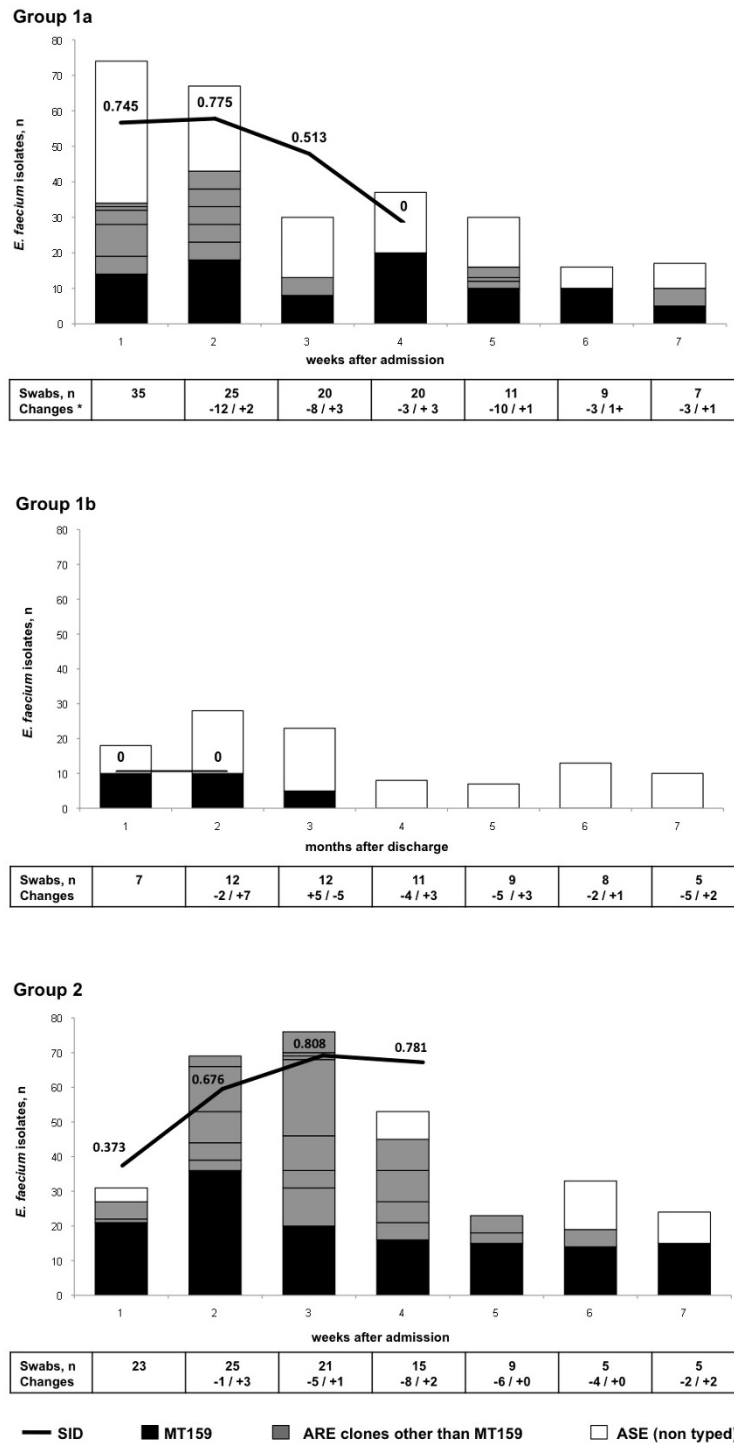 Group 1a
80
70
60
50
40
30
20
10
0
E. faecium isolates, n
0.745
0.775
0.513
0
1 2 3 4 5 6 7
weeks after admission
Swabs, n 35 25 20 20 11 9 7
Changes * -12 / +2 -8 / +3 -3 / + 3 -10 / +1 -3 / 1+ -3 / +1
Group 1b
80
70
60
50
40
30
20
10
0
E. faecium isolates, n
0
0
1 2 3 4 5 6 7
months after discharge
Swabs, n 7 12 12 11 9 8 5
Changes -2 / +7 +5 / -5 -4 / +3 -5 / +3 -2 / +1 -5 / +2
Group 2
80
70
60
50
40
30
20
10
0
E. faecium isolates, n
0.373
0.676
0.808
0.781
1 2 3 4 5 6 7
weeks after admission
Swabs, n 23 25 21 15 9 5 5
Changes -1 / +3 -5 / +1 -8 / +2 -6 / +0 -4 / +0 -2 / +2
SID MT159 ARE clones other than MT159 ASE (non typed)